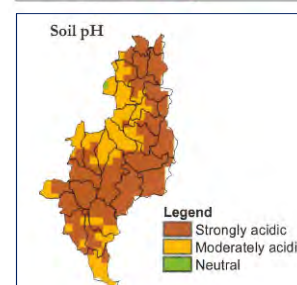 Soil pH
Legend
Strongly acidic
Moderately acidi
Neutral